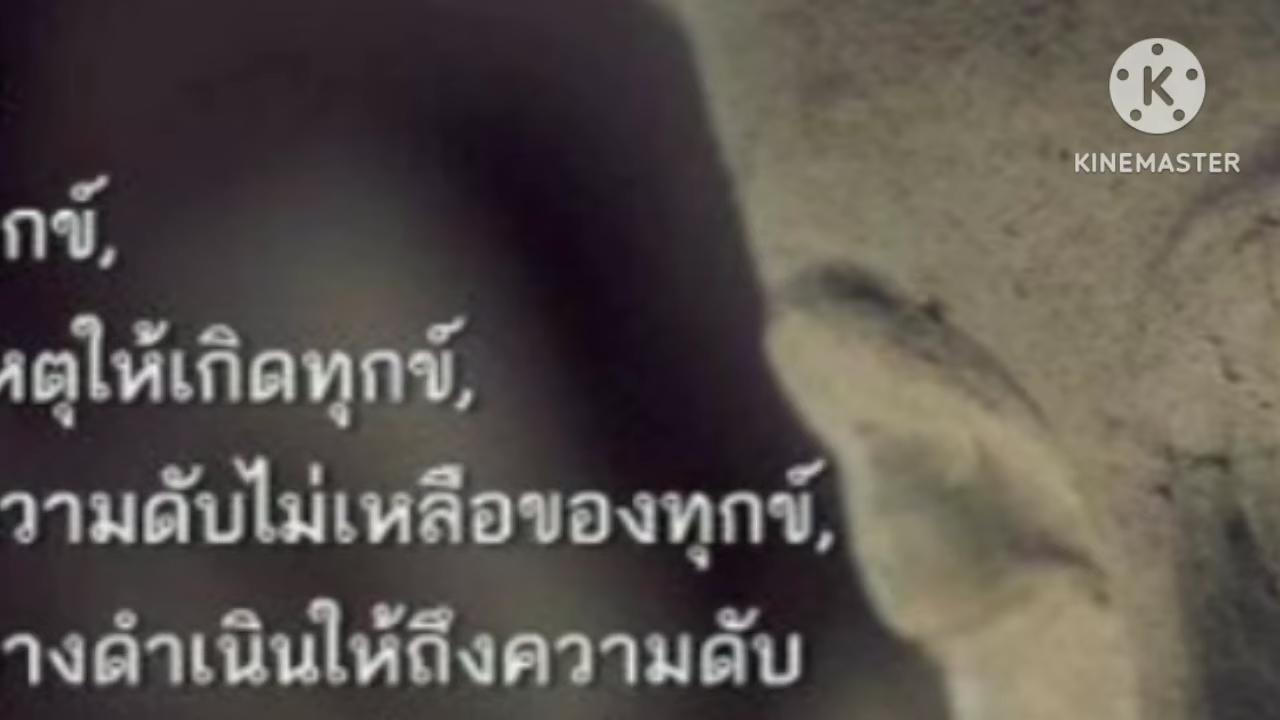 KINEMASTER
กข์,
หตุให้เกิดทุกข์,
วามดับไม่เหลือของทุกข์,
างดำเนินให้ถึงความดับ